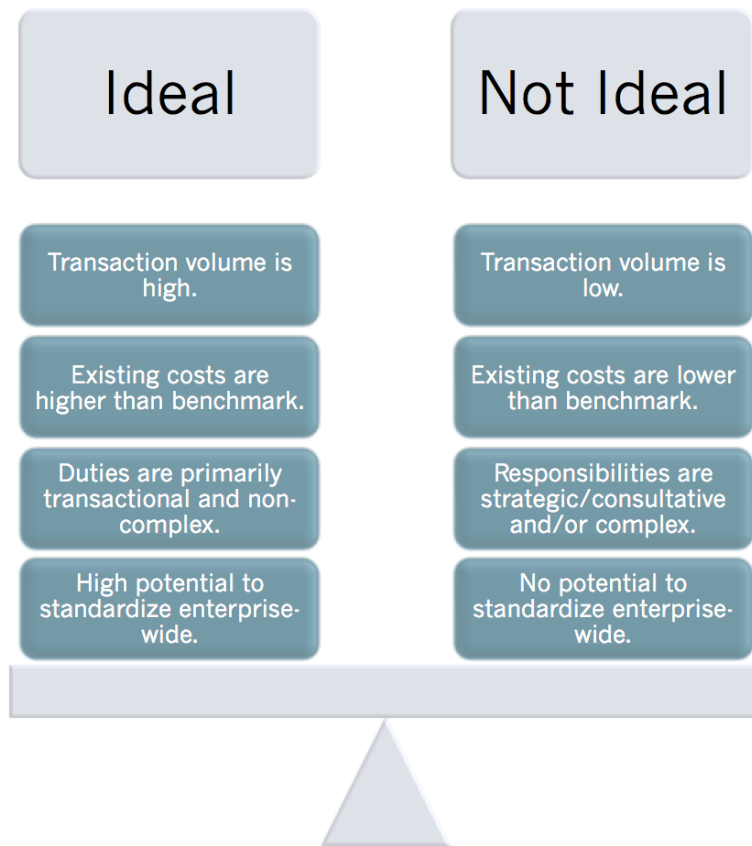 Ideal
Not Ideal
Transaction volume is
high.
Existing costs are
higher than benchmark.
Duties are primarily
transactional and non-
complex.
High potential to
standardize enterprise-
wide.
Transaction volume is
low.
Existing costs are lower
than benchmark.
Responsibilities are
strategic/consultative
and/or complex.
No potential to
standardize enterprise-
wide.